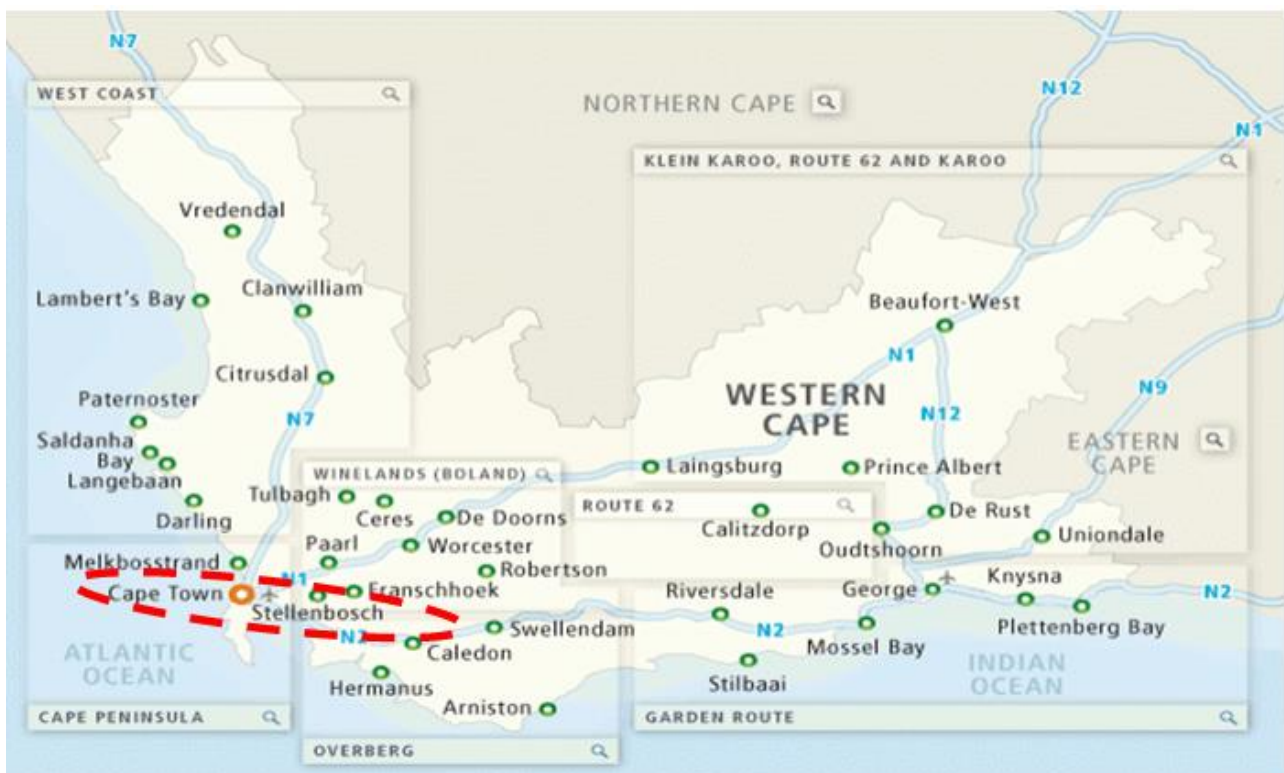 N7
WEST COAST
NORTHERN CAPE
N12
N1
KLEIN KAROO, ROUTE 62 AND KAROO
Vredendal
Lambert's Bay
Clanwilliam
Beaufort-West
Citrusdal
N1
WESTERN
CAPE
N12
N9
Paternoster
N7
Saldanha
Bay
Langebaan
EASTERN
CAPE
WINELANDS (BOLAND)
Laingsburg
Prince Albert
Tulbagh
Ceres
De Doorns
ROUTE 62
Calitzdorp
De Rust
Darling
Paarl
Worcester
Oudtshoorn
Uniondale
Melkbosstrand
N1
Robertson
Cape Town
Franschhoek
Stellenbosch
Riversdale
George
Knysna
N2
N2
Swellendam
N2
Plettenberg Bay
Caledon
Mossel Bay
ATLANTIC
OCEAN
Hermanus
Stilbaai
INDIAN
OCEAN
Arniston
CAPE PENINSULA
GARDEN ROUTE
OVERBERG